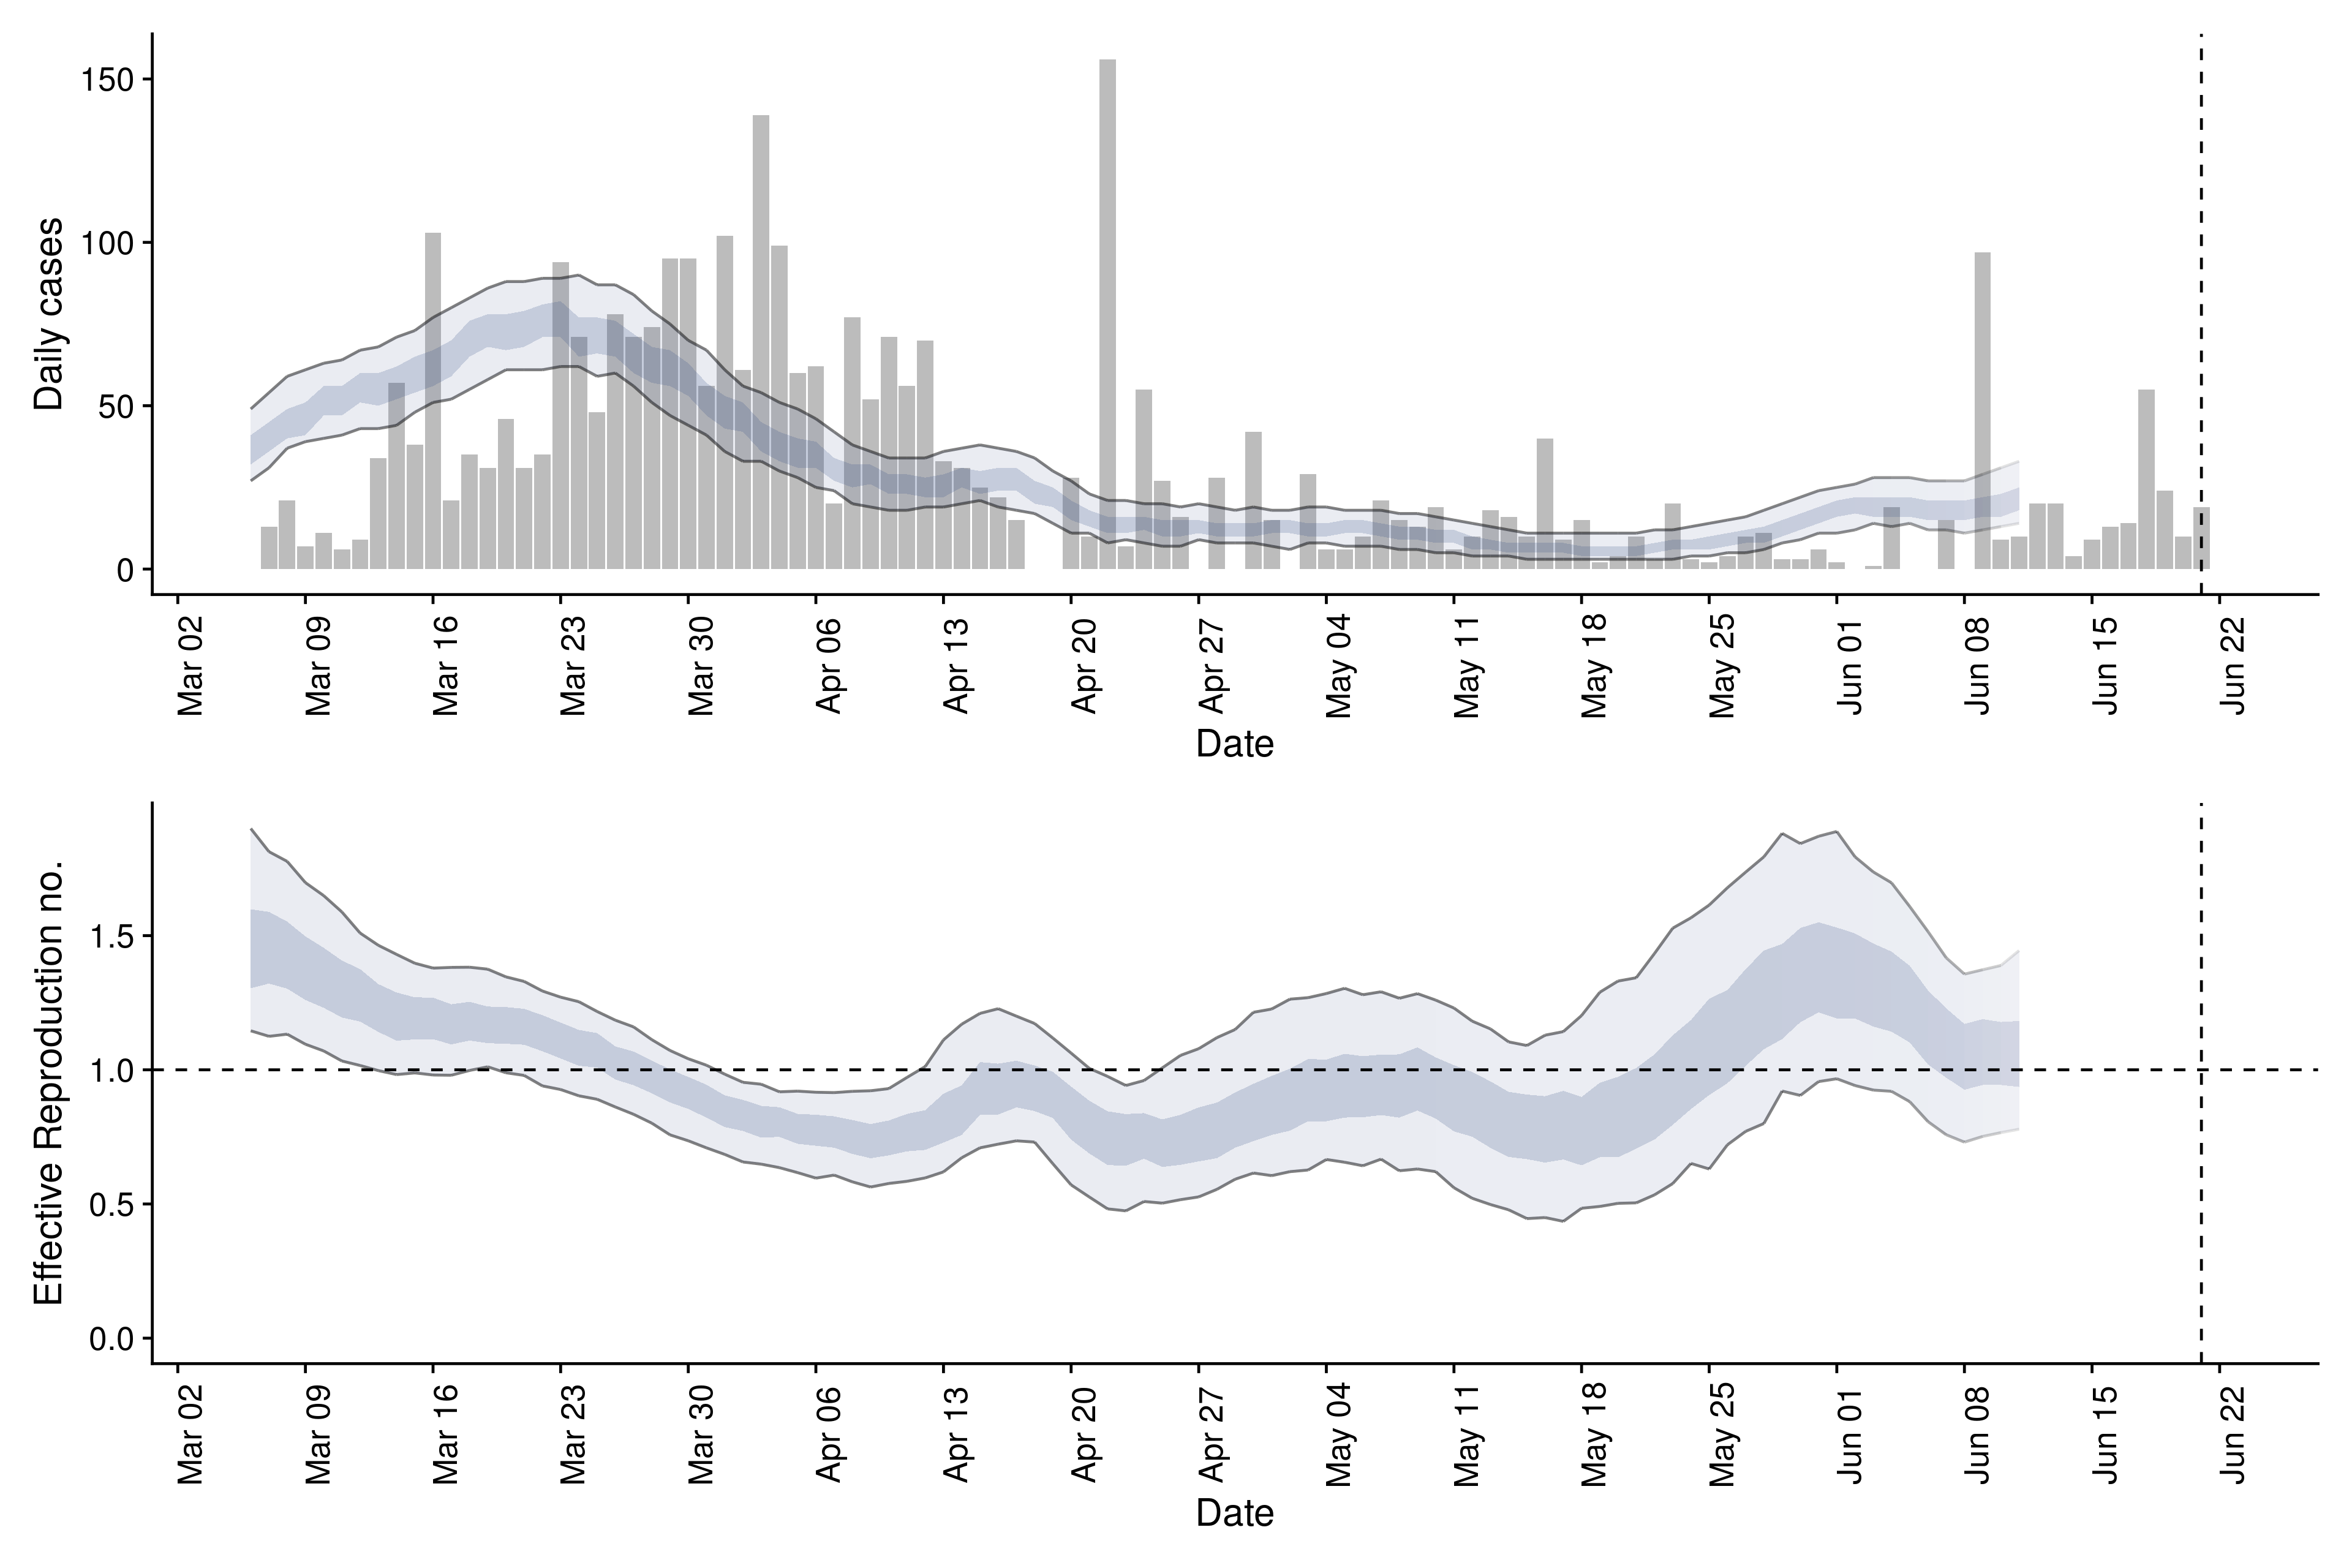 Daily cases
150
100
50
0
Mar 02
Mar 09
Mar 16
Mar 23
Mar 30
Apr 06
Apr 13
Apr 20
Apr 27
May 04
May 11
May 18
May 25
Jun 01
Jun 08
Jun 15
Jun 22
Date
Effective Reproduction no.
1.5
1.0
0.5
0.0
Mar 02
Mar 09
Mar 16
Mar 23
Mar 30
Apr 06
Apr 13
Apr 20
Apr 27
May 04
May 11
May 18
May 25
Jun 01
Jun 08
Jun 15
Jun 22
Date